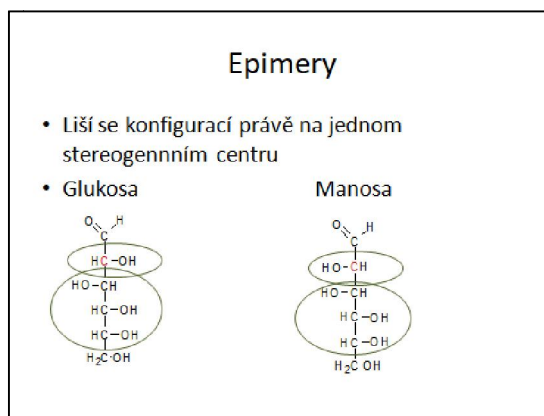 Epimery
• Liší se konfigurací právě na jednom
stereogennním centru
• Glukosa Manosa
O H
C
HC–OH
HO–CH
HC–OH
HC–OH
H₂C·OH
O H
C
HO–CH
HO–CH
HC–OH
HC–OH
H₂C OH